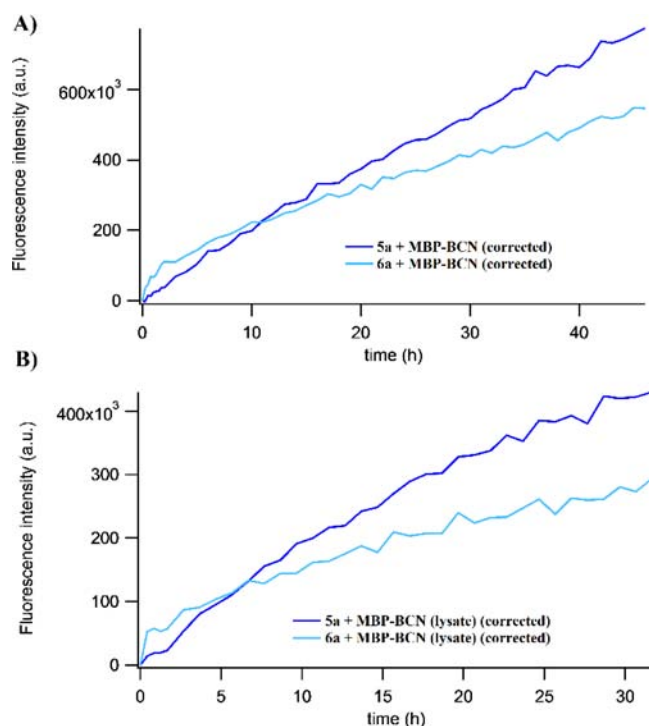 A)
Fluorescence intensity (a.u.)
600x10³
400
200
0
5a + MBP-BCN (corrected)
6a + MBP-BCN (corrected)
0 10 20 30 40
time (h)
B)
Fluorescence intensity (a.u.)
400x10³
300
200
100
0
5a + MBP-BCN (lysate) (corrected)
6a + MBP-BCN (lysate) (corrected)
0 5 10 15 20 25 30
time (h)